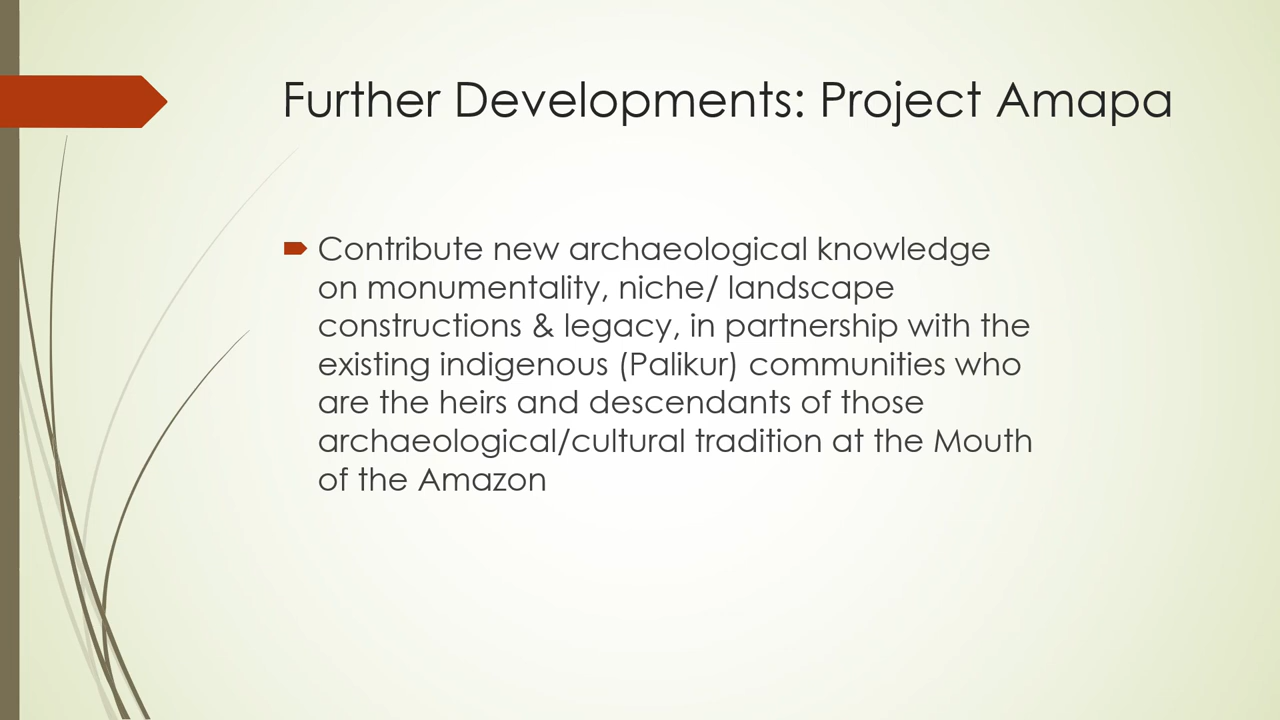 Further Developments: Project Amapa
Contribute new archaeological knowledge
on monumentality, niche/ landscape
constructions & legacy, in partnership with the
existing indigenous (Palikur) communities who
are the heirs and descendants of those
archaeological/cultural tradition at the Mouth
of the Amazon